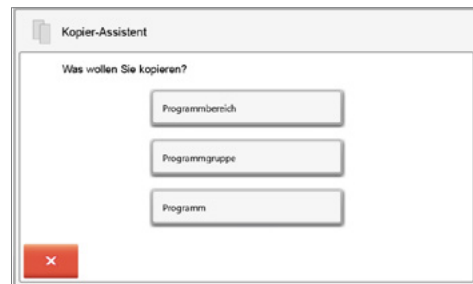 Kopier-Assistent
Was wollen Sie kopieren?
Programmbereich
Programmgruppe
Programm